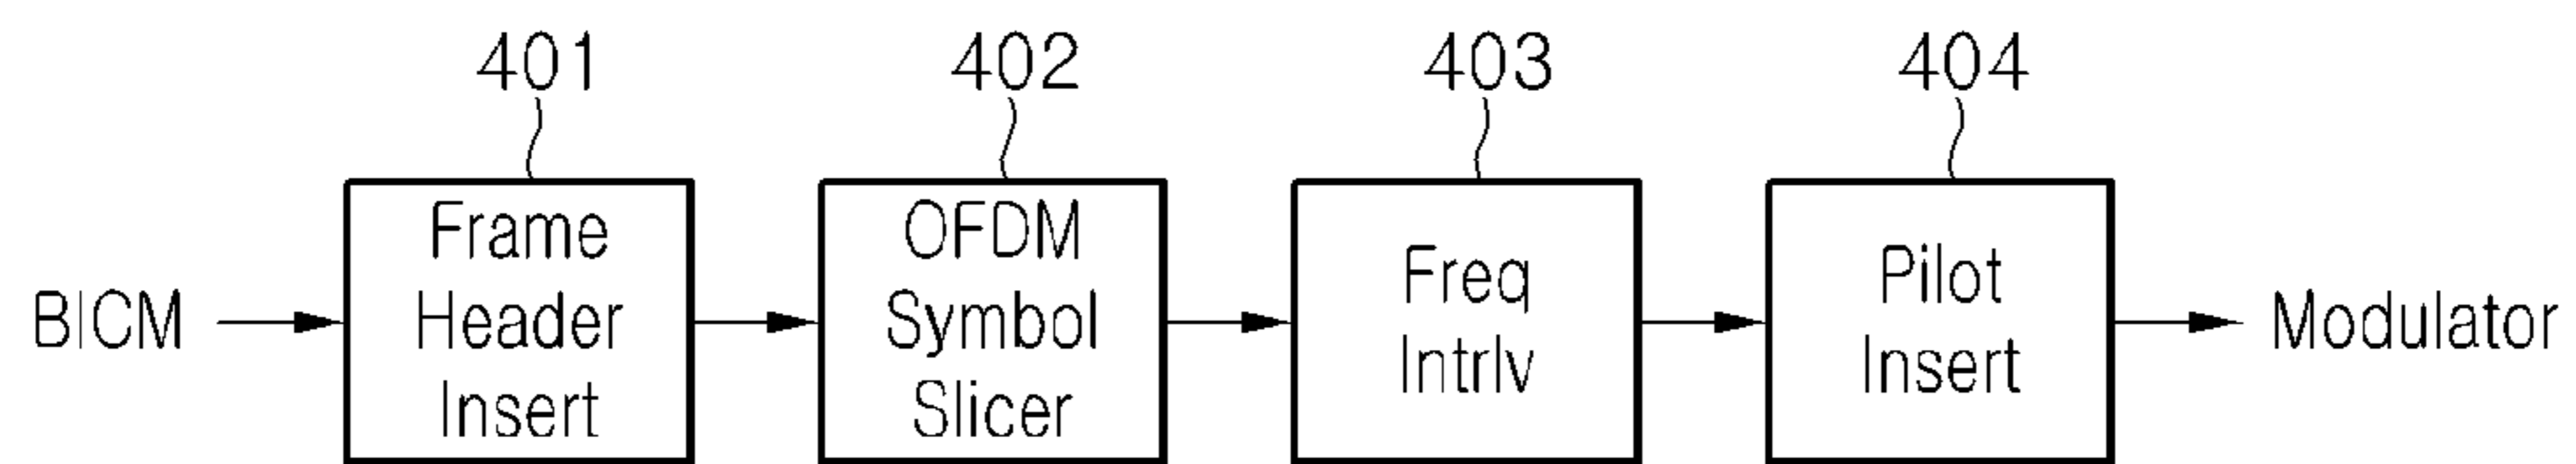 401
402
403
404
BICM
Frame
Header
Insert
OFDM
Symbol
Slicer
Freq
Intrlv
Pilot
Insert
Modulator